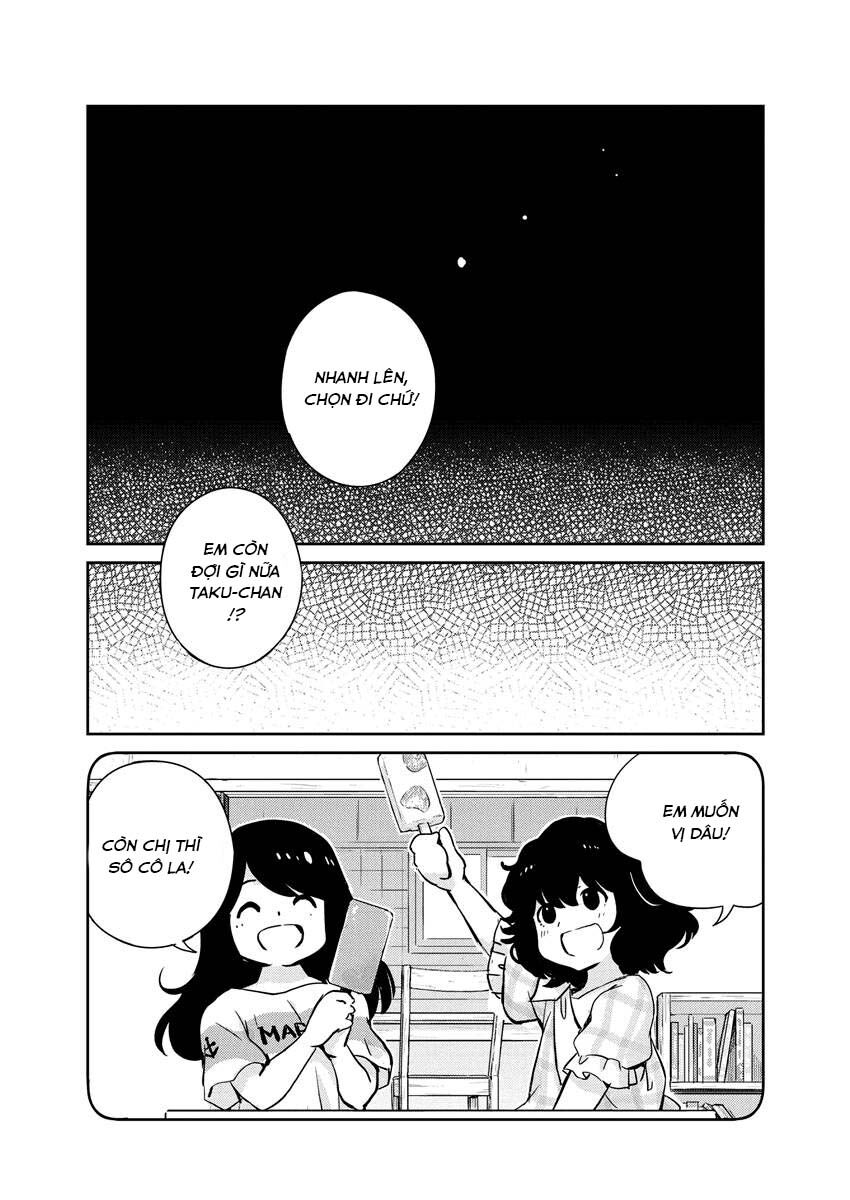 NHANH LÊN,
CHỌN ĐI CHỨ!
EM CÒN
ĐỢI GÌ NỮA
TAKU-CHAN
!?
EM MUỐN
VỊ DÂU!
CÒN CHỊ THÌ
SÔ CÔ LA!
MAR